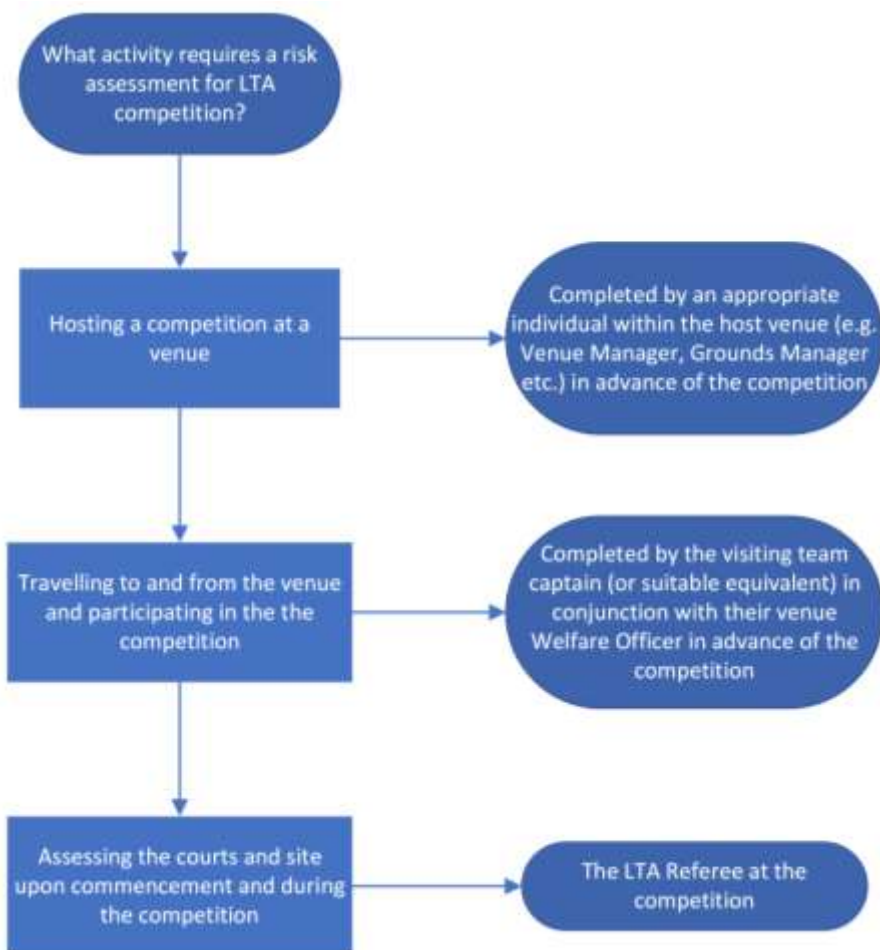 What activity requires a risk
assessment for LTA
competition?
Hosting a competition at a
venue
Completed by an appropriate
individual within the host venue (e.g.
Venue Manager, Grounds Manager
etc.) in advance of the competition
Travelling to and from the venue
and participating in the the
competition
Completed by the visiting team
captain (or suitable equivalent) in
conjunction with their venue
Welfare Officer in advance of the
competition
Assessing the courts and site
upon commencement and during
the competition
The LTA Referee at the
competition